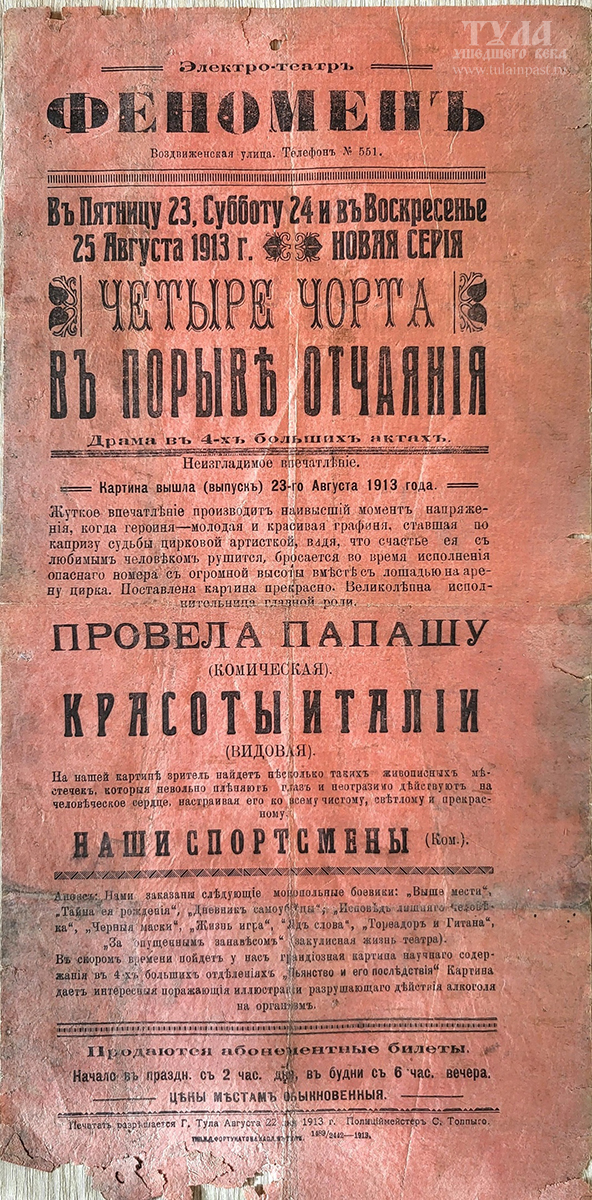 ТУЛА
УШЕДШЕГО ВЕКА
www.tulainpast.ru
Электро-театръ
ФЕНОМЕНЪ
Воздвиженская улица. Телефонъ № 551.
Въ Пятницу 23, Субботу 24 и въ Воскресенье
25 Августа 1913 г. НОВАЯ СЕРІЯ
ЧЕТЫРЕ ЧОРТА
ВЪ ПОРЫВѢ ОТЧАЯНІЯ
Драма въ 4-хъ большихъ актахъ.
Неизгладимое впечатлѣніе.
Картина вышла (выпускъ) 23-го Августа 1913 года.
Жуткое впечатлѣніе производитъ наивысшій моментъ напряже-
нія, когда героиня—молодая и красивая графиня, ставшая по
капризу судьбы цирковой артисткой, видя, что счастье ея съ
любимымъ человѣкомъ рушится, бросается во время исполненія
опаснаго номера съ огромной высоты вмѣстѣ съ лошадью на аре-
ну цирка. Поставлена картина прекрасно. Великолѣпна испол-
нительница главной роли.
ПРОВЕЛА ПАПАШУ
(КОМИЧЕСКАЯ).
КРАСОТЫ ИТАЛІИ
(ВИДОВАЯ).
На нашей картинѣ зритель найдетъ нѣсколько такихъ живописныхъ мѣ-
стечекъ, которыя невольно плѣняютъ глазъ и неотразимо дѣйствуютъ на
человѣческое сердце, настраивая его ко всему чистому, свѣтлому и прекрас-
ному.
НАШИ СПОРТСМЕНЫ (Ком.).
Анонсъ: Нами заказаны слѣдующіе монопольные боевики: „Выше мести“,
„Тайна ея рожденія“, „Дневникъ самоубійцы“, „Исповѣдь лишняго человѣ-
ка“, „Черныя маски“, „Жизнь игра“, „Ядъ слова“, „Тореадоръ и Гитана“,
„За опущеннымъ занавѣсомъ“ (закулисная жизнь театра).
Въ скоромъ времени пойдетъ у насъ грандіозная картина научнаго содер-
жанія въ 4-хъ большихъ отдѣленіяхъ „Пьянство и его послѣдствія“ Картина
даетъ интересныя поражающія иллюстраціи разрушающаго дѣйствія алкоголя
на организмъ.
Продаются абонементные билеты.
Начало въ праздн. съ 2 час. дня, въ будни съ 6 час. вечера.
ЦѢНЫ МѢСТАМЪ ОБЫКНОВЕННЫЯ.
Печатать разрѣшается Г. Тула Августа 22 дня 1913 г. Полиціймейстеръ С. Топпыго.
1489/2442—1913.